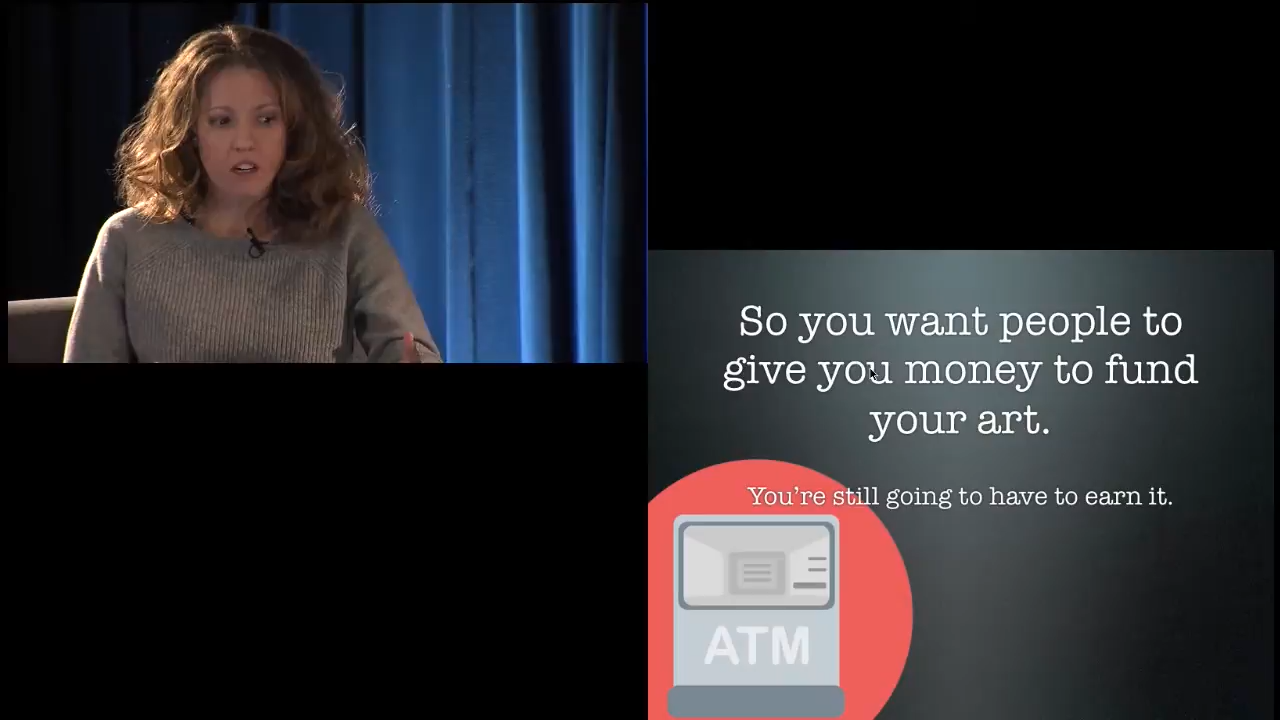 So you want people to
give you money to fund
your art.
You're still going to have to earn it.
ATM